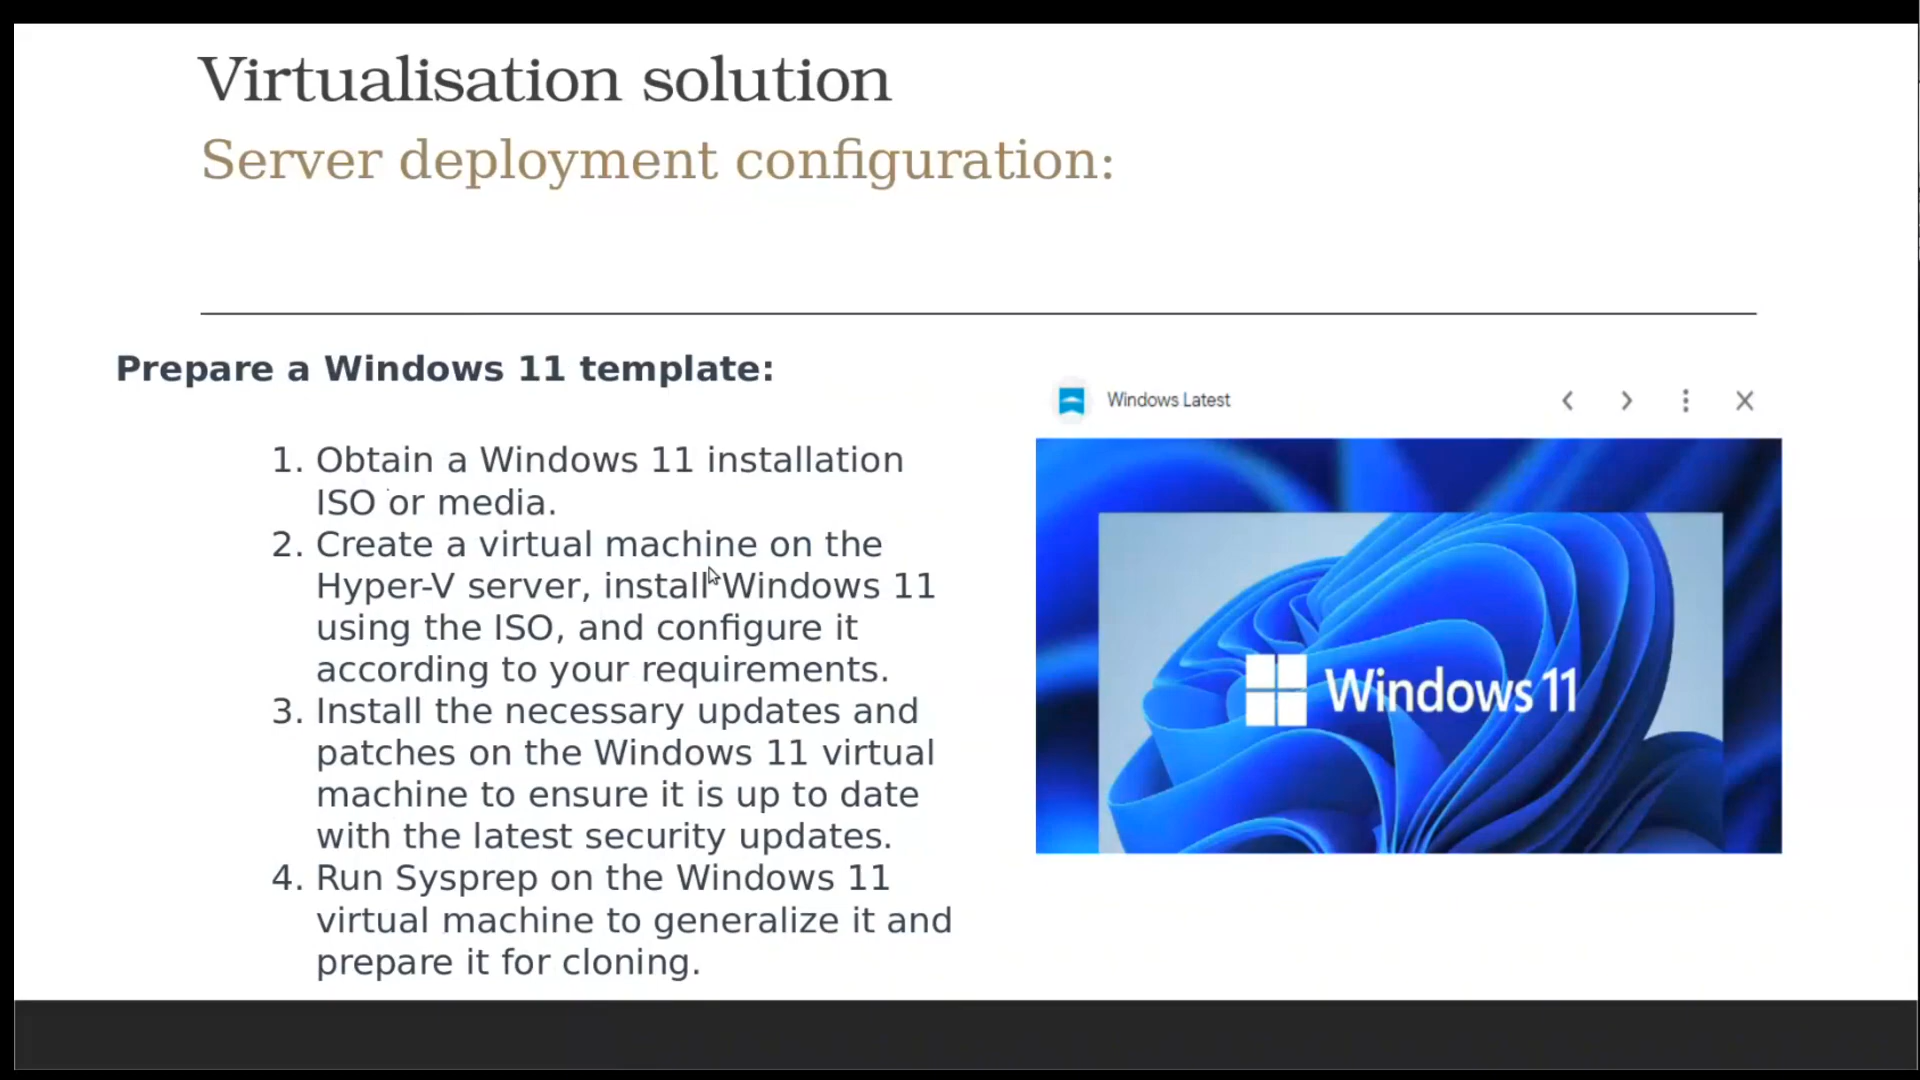 Virtualisation solution
Server deployment configuration:
Prepare a Windows 11 template:
1. Obtain a Windows 11 installation
ISO or media.
2. Create a virtual machine on the
Hyper-V server, install Windows 11
using the ISO, and configure it
according to your requirements.
3. Install the necessary updates and
patches on the Windows 11 virtual
machine to ensure it is up to date
with the latest security updates.
4. Run Sysprep on the Windows 11
virtual machine to generalize it and
prepare it for cloning.
Windows Latest
Windows 11